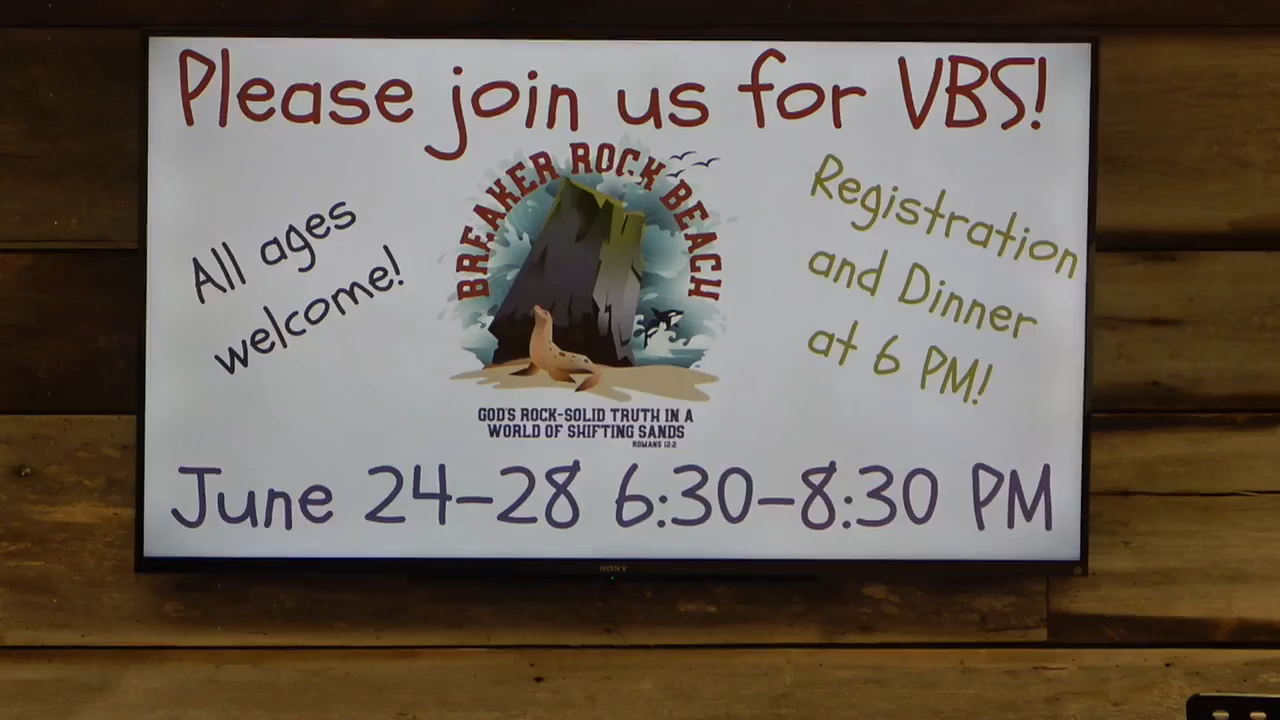 Please join us for VBS!
BREAKER ROCK BEACH
All ages
welcome!
Registration
and Dinner
at 6 PM!
GOD'S ROCK-SOLID TRUTH IN A
WORLD OF SHIFTING SANDS
ROMANS 12:2
June 24-28 6:30-8:30 PM
SONY